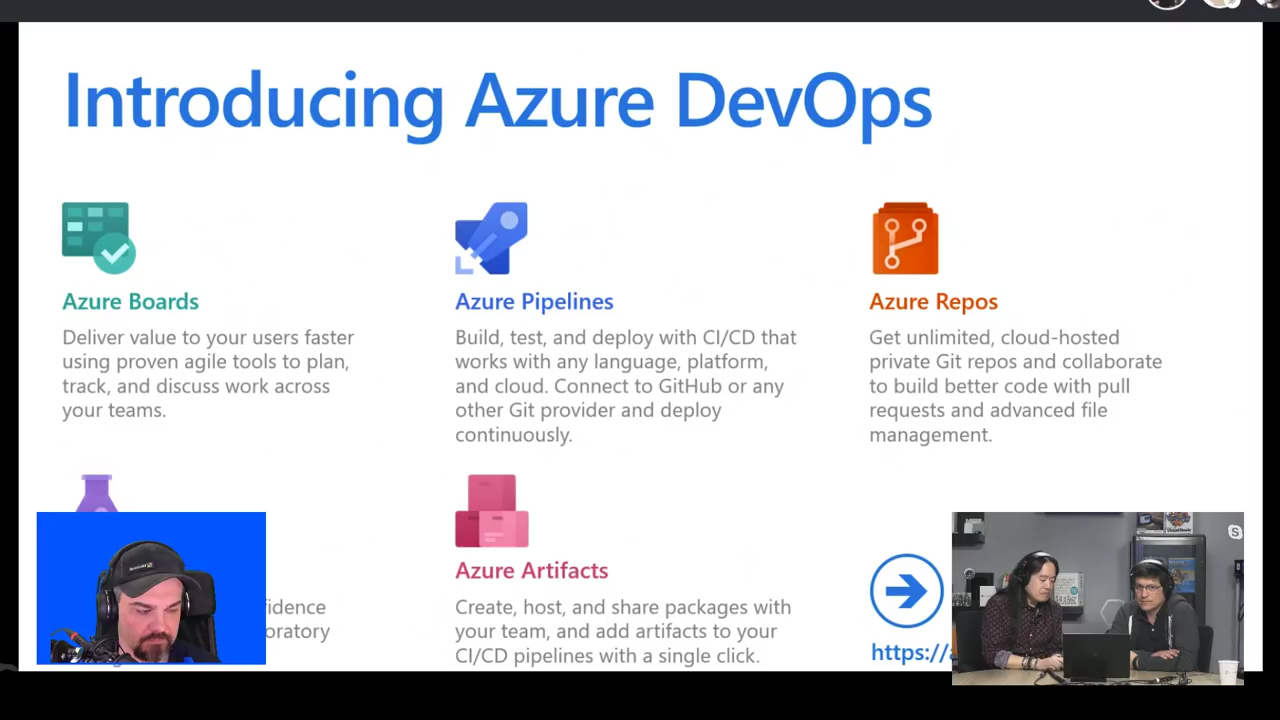 Introducing Azure DevOps
Azure Boards
Deliver value to your users faster
using proven agile tools to plan,
track, and discuss work across
your teams.
Azure Pipelines
Build, test, and deploy with CI/CD that
works with any language, platform,
and cloud. Connect to GitHub or any
other Git provider and deploy
continuously.
Azure Repos
Get unlimited, cloud-hosted
private Git repos and collaborate
to build better code with pull
requests and advanced file
management.
fidence
oratory
Azure Artifacts
Create, host, and share packages with
your team, and add artifacts to your
CI/CD pipelines with a single click.
https://a